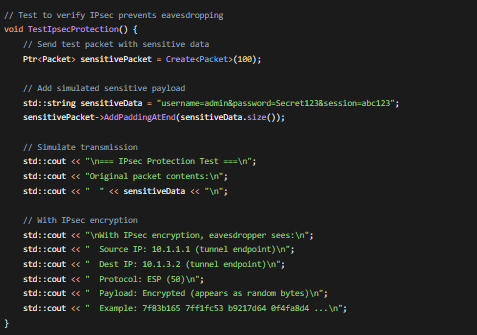 // Test to verify IPsec prevents eavesdropping
void TestIpsecProtection() {
    // Send test packet with sensitive data
    Ptr<Packet> sensitivePacket = Create<Packet>(100);

    // Add simulated sensitive payload
    std::string sensitiveData = "username=admin&password=Secret123&session=abc123";
    sensitivePacket->AddPaddingAtEnd(sensitiveData.size());

    // Simulate transmission
    std::cout << "\n=== IPsec Protection Test ===\n";
    std::cout << "Original packet contents:\n";
    std::cout << "  " << sensitiveData << "\n";

    // With IPsec encryption
    std::cout << "\nWith IPsec encryption, eavesdropper sees:\n";
    std::cout << "  Source IP: 10.1.1.1 (tunnel endpoint)\n";
    std::cout << "  Dest IP: 10.1.3.2 (tunnel endpoint)\n";
    std::cout << "  Protocol: ESP (50)\n";
    std::cout << "  Payload: Encrypted (appears as random bytes)\n";
    std::cout << "  Example: 7f83b165 7ff1fc53 b9217d64 0f4fa8d4 ...\n";
}